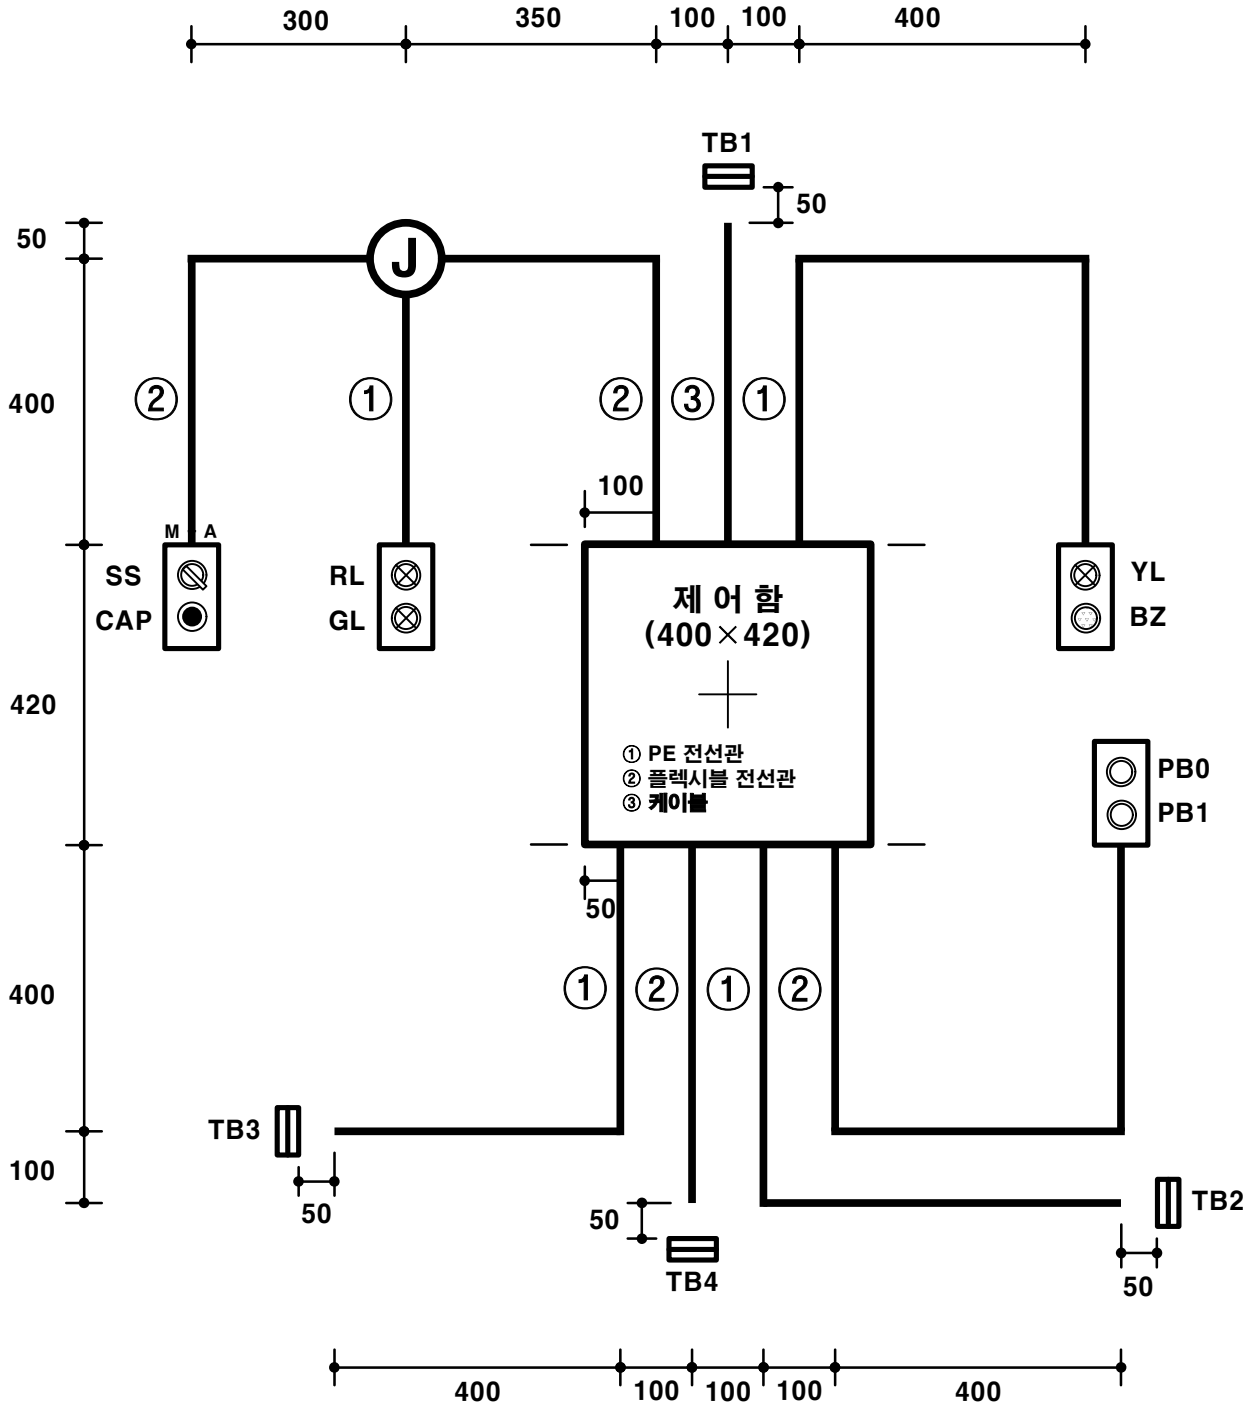 300 350 100 100 400
TB1
50
50
J
400
② ① ② ③ ①
100
M A
SS RL YL
CAP GL BZ
제 어 함
(400×420)
420
① PE 전선관
② 플렉시블 전선관
③ 케이블
PB0
PB1
50
400
① ② ① ②
TB3
100
50
50
TB2
TB4
50
400 100 100 100 400